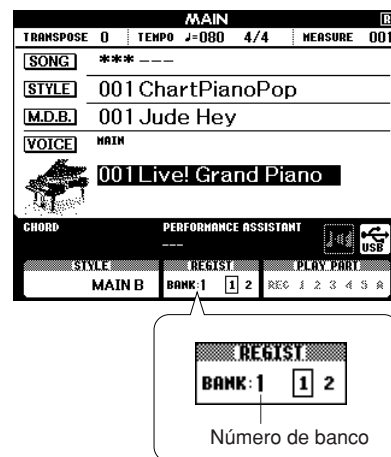 MAIN
TRANSPOSE 0 TEMPO ♩=080 4/4 MEASURE 001
SONG *** ---
STYLE 001 ChartPianoPop
M.D.B. 001 Jude Hey
VOICE MAIN
001 Live! Grand Piano
CHORD PERFORMANCE ASSISTANT
---
USB
STYLE REGIST PLAY PART
MAIN B BANK:1 1 2 REC 1 2 3 4 5 A
REGIST
BANK:1 1 2
Número de banco